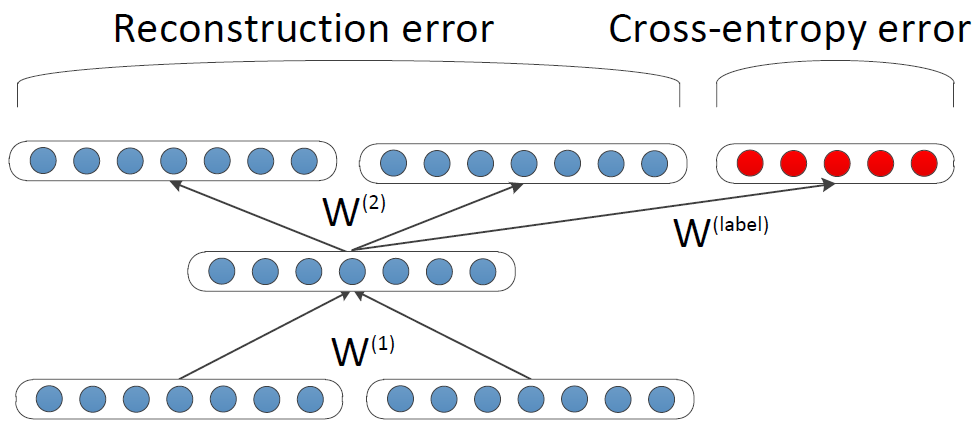 Reconstruction error
Cross-entropy error
W(2)
W(label)
W(1)